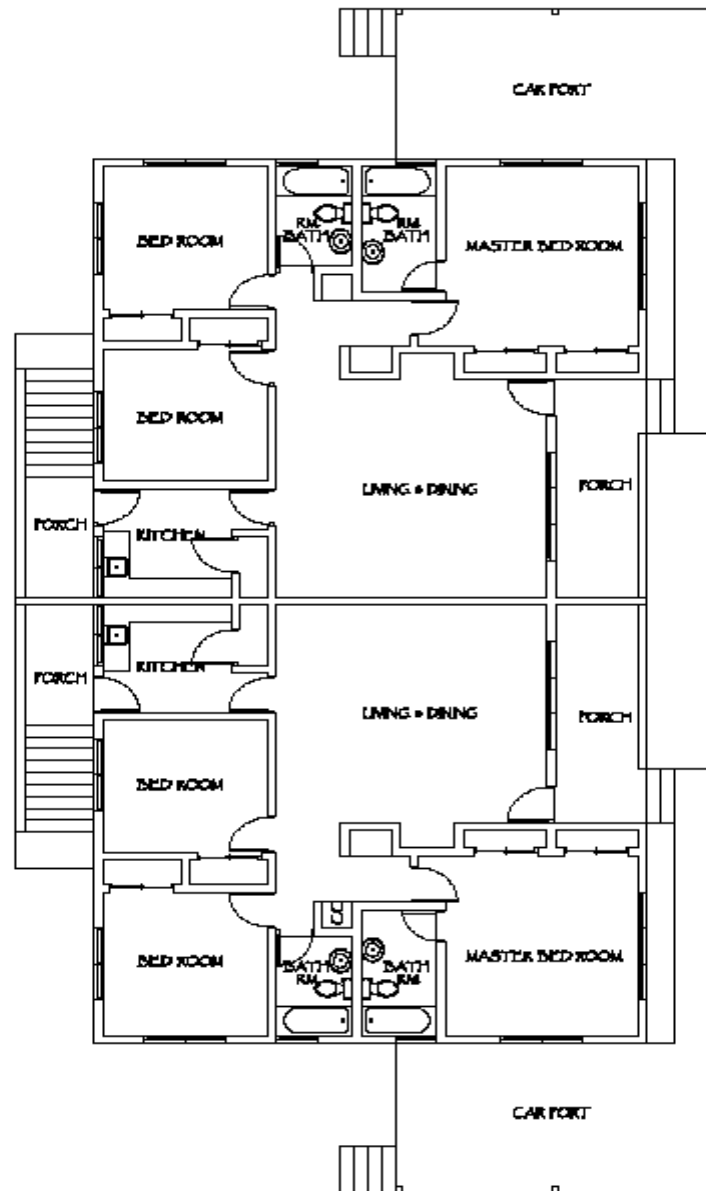 CAR PORT
BED ROOM
RM.
BATH
RM.
BATH
MASTER BED ROOM
BED ROOM
LIVING & DINING
PORCH
PORCH
KITCHEN
KITCHEN
PORCH
LIVING & DINING
PORCH
BED ROOM
BED ROOM
BATH
RM.
BATH
RM.
MASTER BED ROOM
CAR PORT